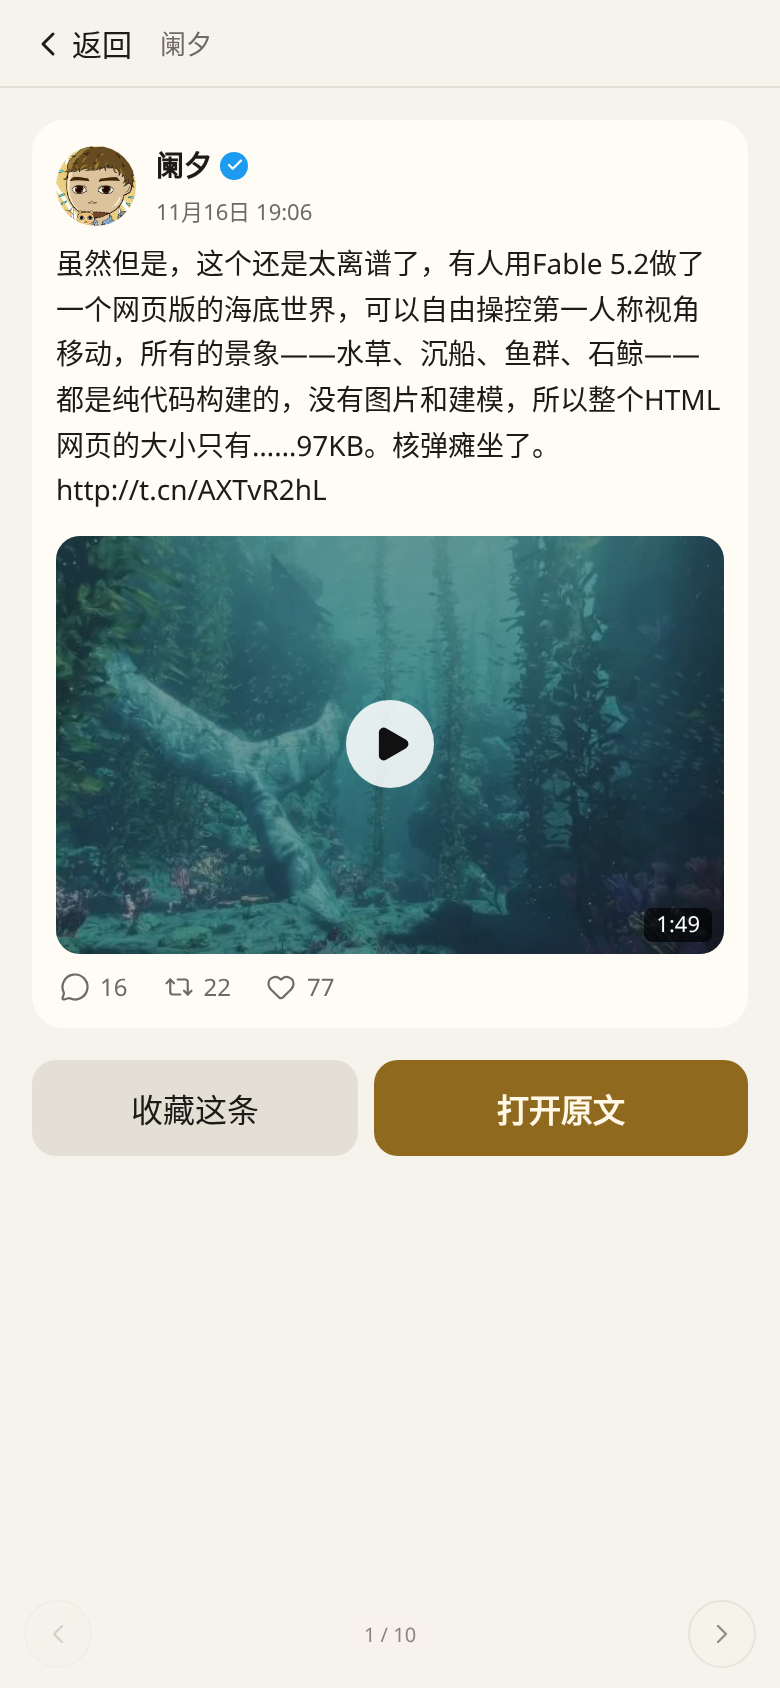 返回 阑夕
阑夕
11月16日 19:06
虽然但是，这个还是太离谱了，有人用Fable 5.2做了
一个网页版的海底世界，可以自由操控第一人称视角
移动，所有的景象——水草、沉船、鱼群、石鲸——
都是纯代码构建的，没有图片和建模，所以整个HTML
网页的大小只有……97KB。核弹瘫坐了。
http://t.cn/AXTvR2hL
1:49
16 22 77
收藏这条 打开原文
1 / 10